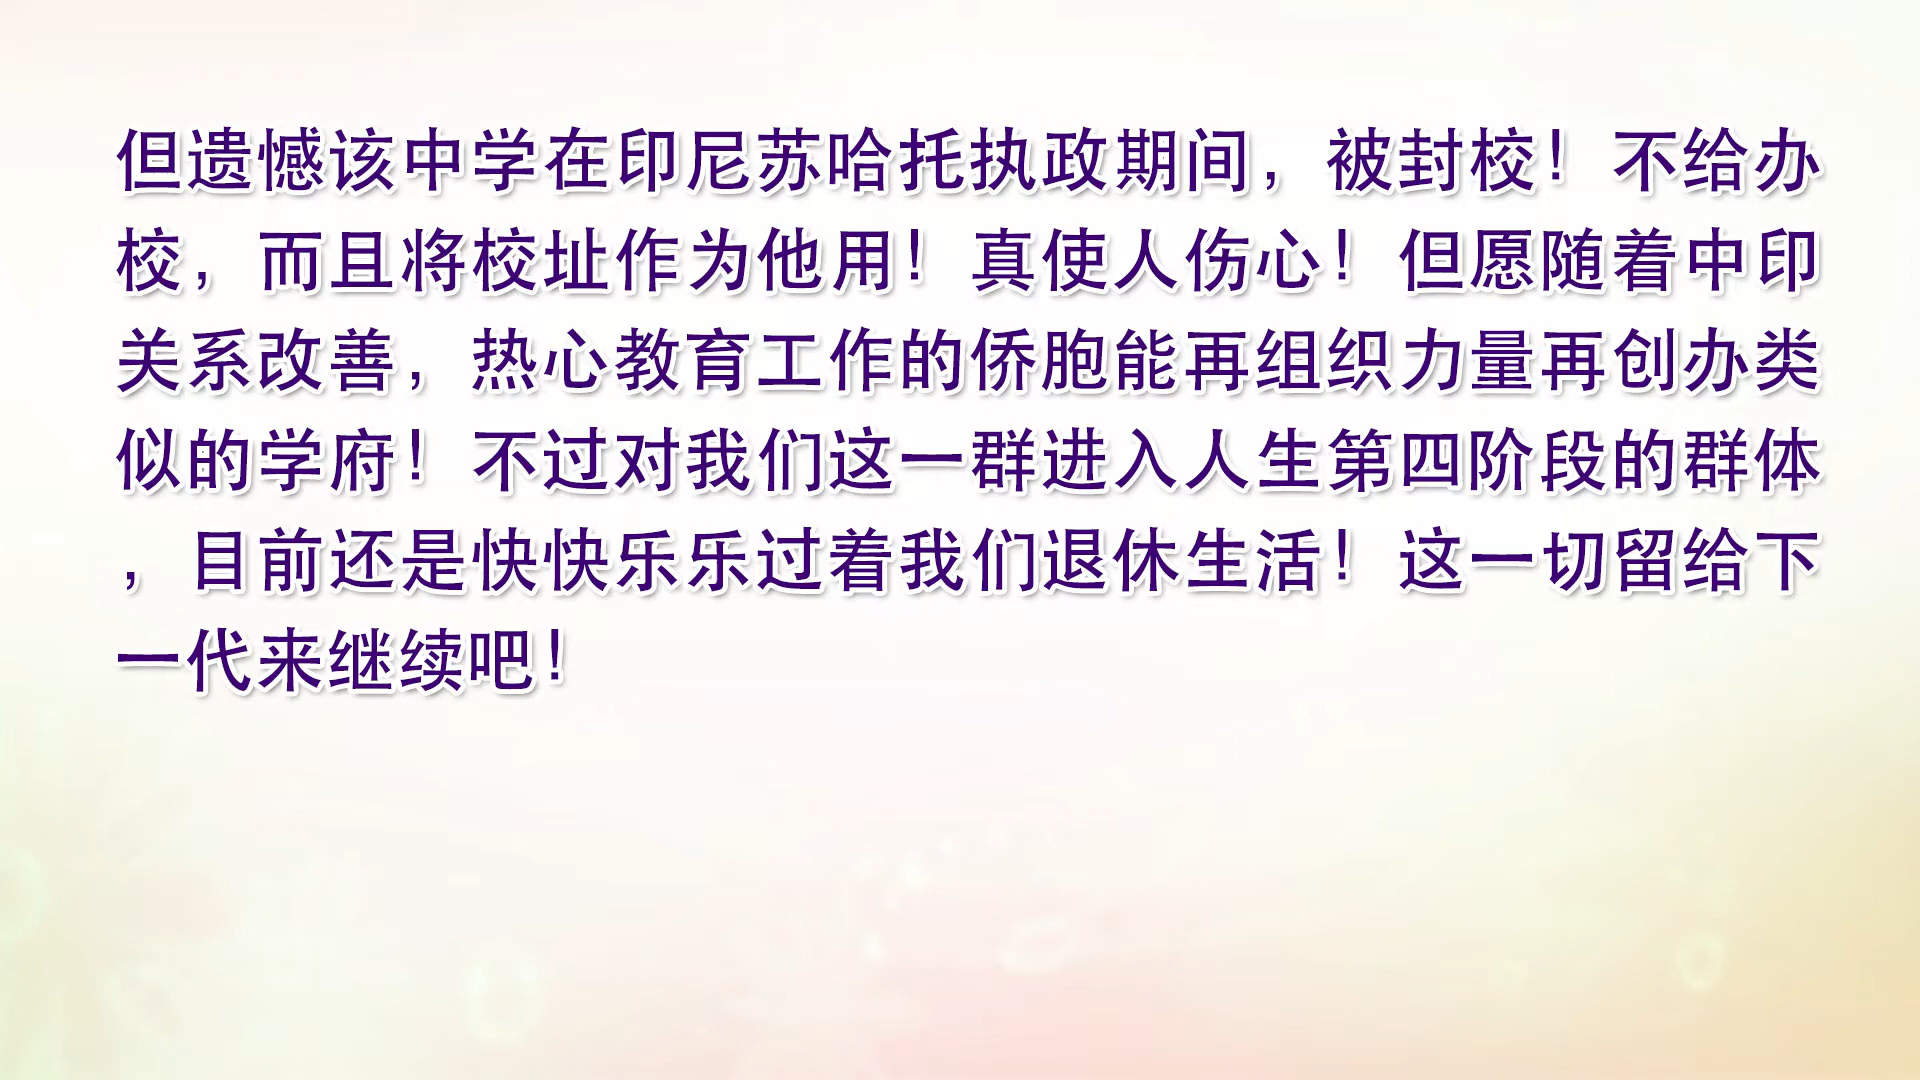 但遗憾该中学在印尼苏哈托执政期间，被封校！不给办
校，而且将校址作为他用！真使人伤心！但愿随着中印
关系改善，热心教育工作的侨胞能再组织力量再创办类
似的学府！不过对我们这一群进入人生第四阶段的群体
，目前还是快快乐乐过着我们退休生活！这一切留给下
一代来继续吧！